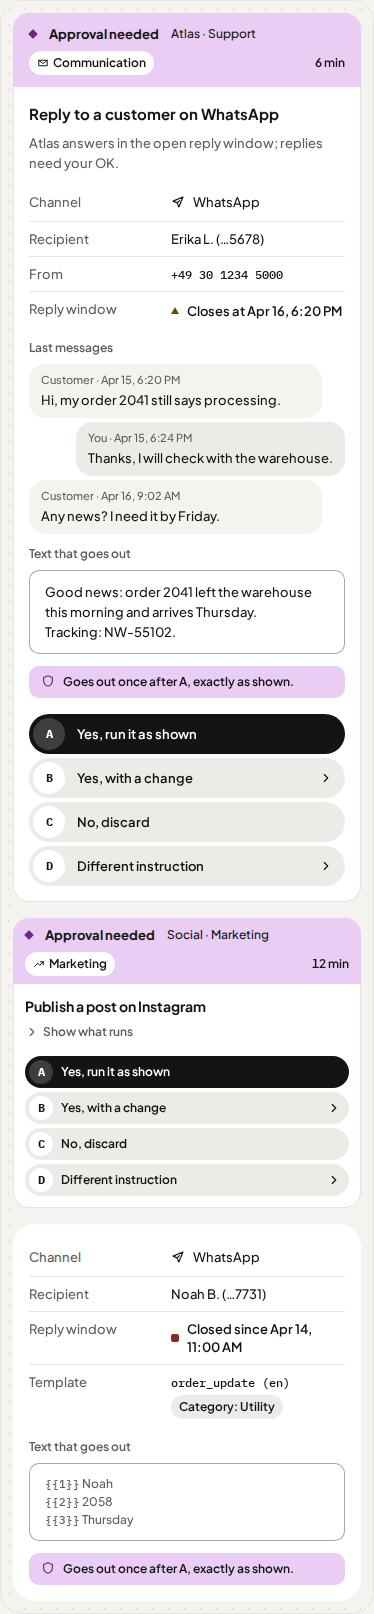 Approval needed Atlas · Support
Communication 6 min
Reply to a customer on WhatsApp
Atlas answers in the open reply window; replies
need your OK.
Channel WhatsApp
Recipient Erika L. (…5678)
From +49 30 1234 5000
Reply window Closes at Apr 16, 6:20 PM
Last messages
Customer · Apr 15, 6:20 PM
Hi, my order 2041 still says processing.
You · Apr 15, 6:24 PM
Thanks, I will check with the warehouse.
Customer · Apr 16, 9:02 AM
Any news? I need it by Friday.
Text that goes out
Good news: order 2041 left the warehouse
this morning and arrives Thursday.
Tracking: NW-55102.
Goes out once after A, exactly as shown.
A Yes, run it as shown
B Yes, with a change
C No, discard
D Different instruction
Approval needed Social · Marketing
Marketing 12 min
Publish a post on Instagram
Show what runs
A Yes, run it as shown
B Yes, with a change
C No, discard
D Different instruction
Channel WhatsApp
Recipient Noah B. (…7731)
Reply window Closed since Apr 14,
11:00 AM
Template order_update (en)
Category: Utility
Text that goes out
{{1}} Noah
{{2}} 2058
{{3}} Thursday
Goes out once after A, exactly as shown.